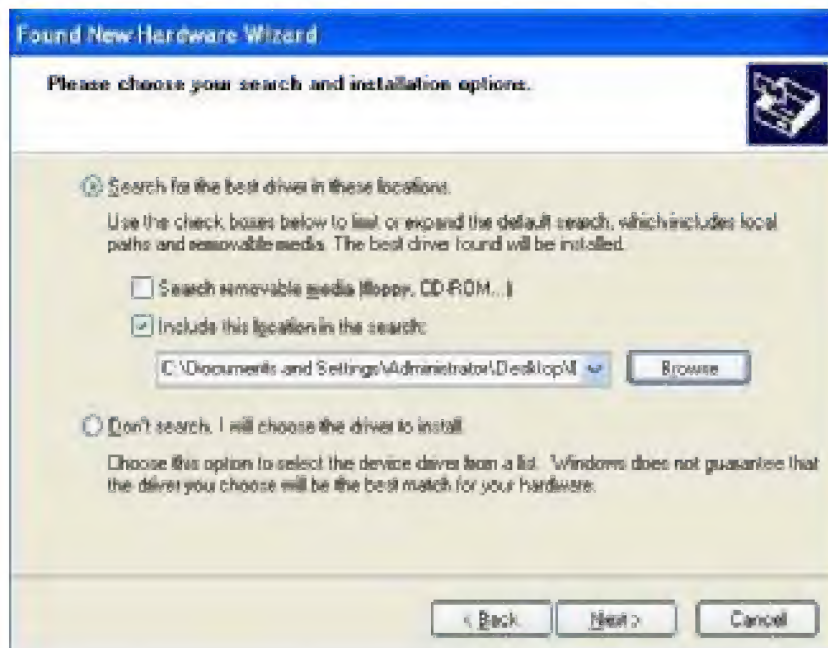 Found New Hardware Wizard
Please choose your search and installation options.
Search for the best driver in these locations.
Use the check boxes below to limit or expand the default search, which includes local
paths and removable media. The best driver found will be installed.
Search removable media (floppy, CD-ROM...)
Include this location in the search:
C:\Documents and Settings\Administrator\Desktop\
Browse
Don't search. I will choose the driver to install.
Choose this option to select the device driver from a list. Windows does not guarantee that
the driver you choose will be the best match for your hardware.
< Back
Next >
Cancel